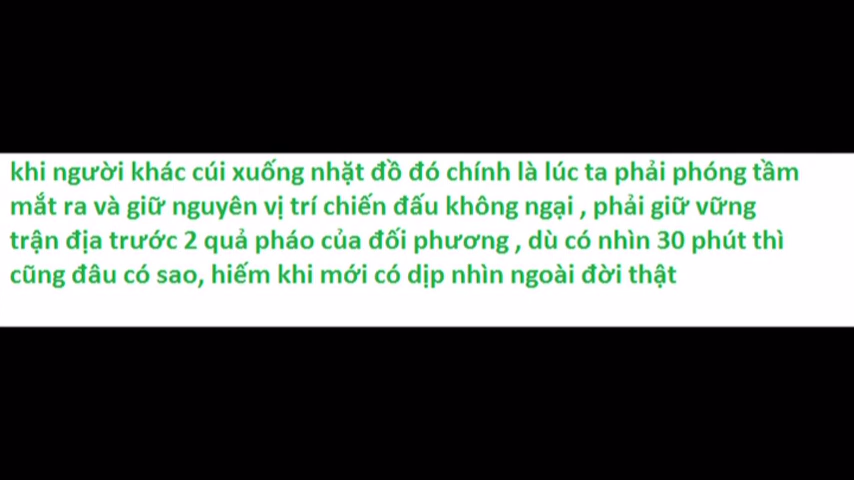 khi người khác cúi xuống nhặt đồ đó chính là lúc ta phải phóng tầm
mắt ra và giữ nguyên vị trí chiến đấu không ngại , phải giữ vững
trận địa trước 2 quả pháo của đối phương , dù có nhìn 30 phút thì
cũng đâu có sao, hiếm khi mới có dịp nhìn ngoài đời thật